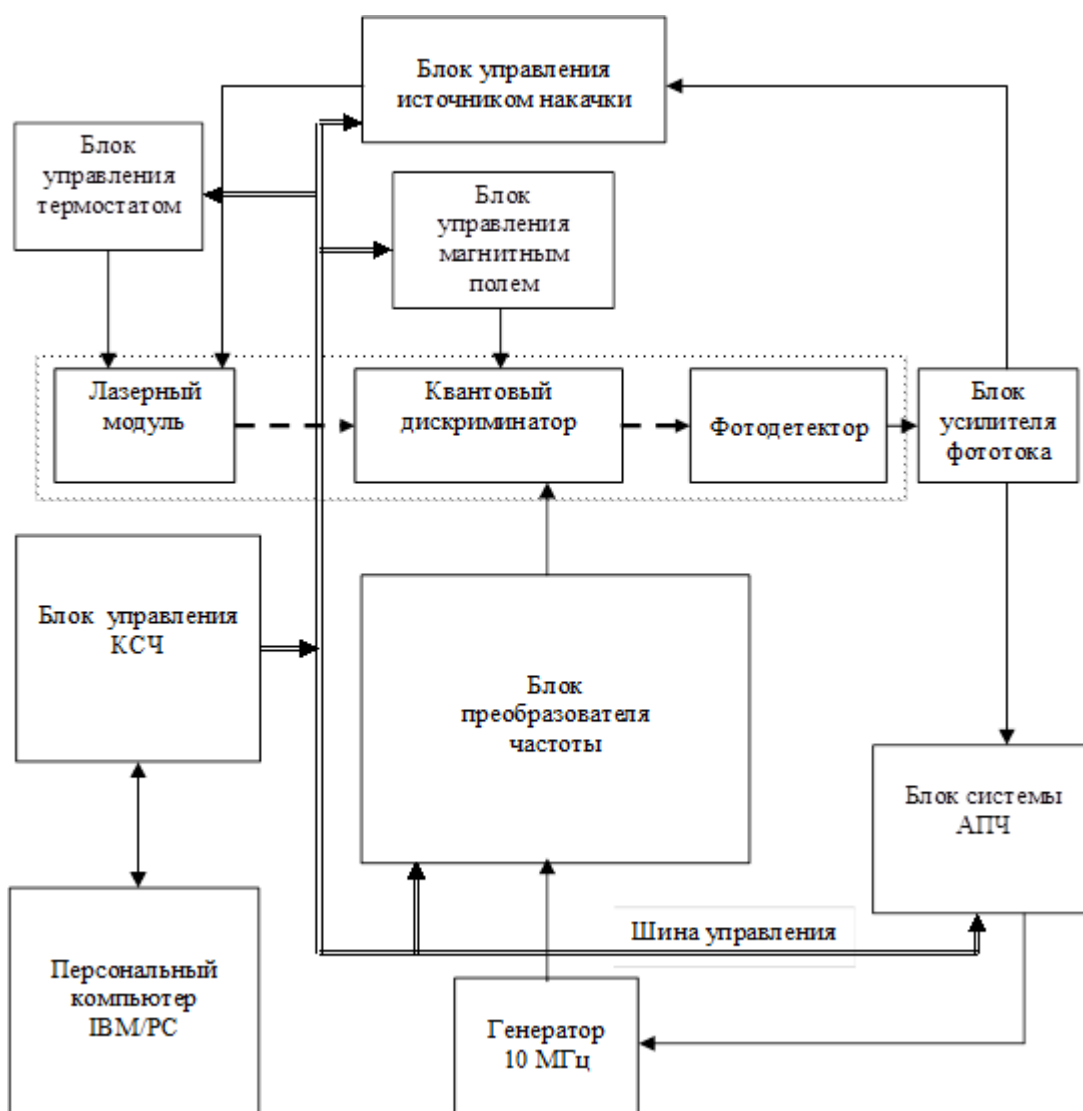 Блок управления
источником накачки
Блок
управления
термостатом
Блок
управления
магнитным
полем
Лазерный
модуль
Квантовый
дискриминатор
Фотодетектор
Блок
усилителя
фототока
Блок управления
КСЧ
Блок
преобразователя
частоты
Блок системы
АПЧ
Шина управления
Персональный
компьютер
IBM/PC
Генератор
10 МГц